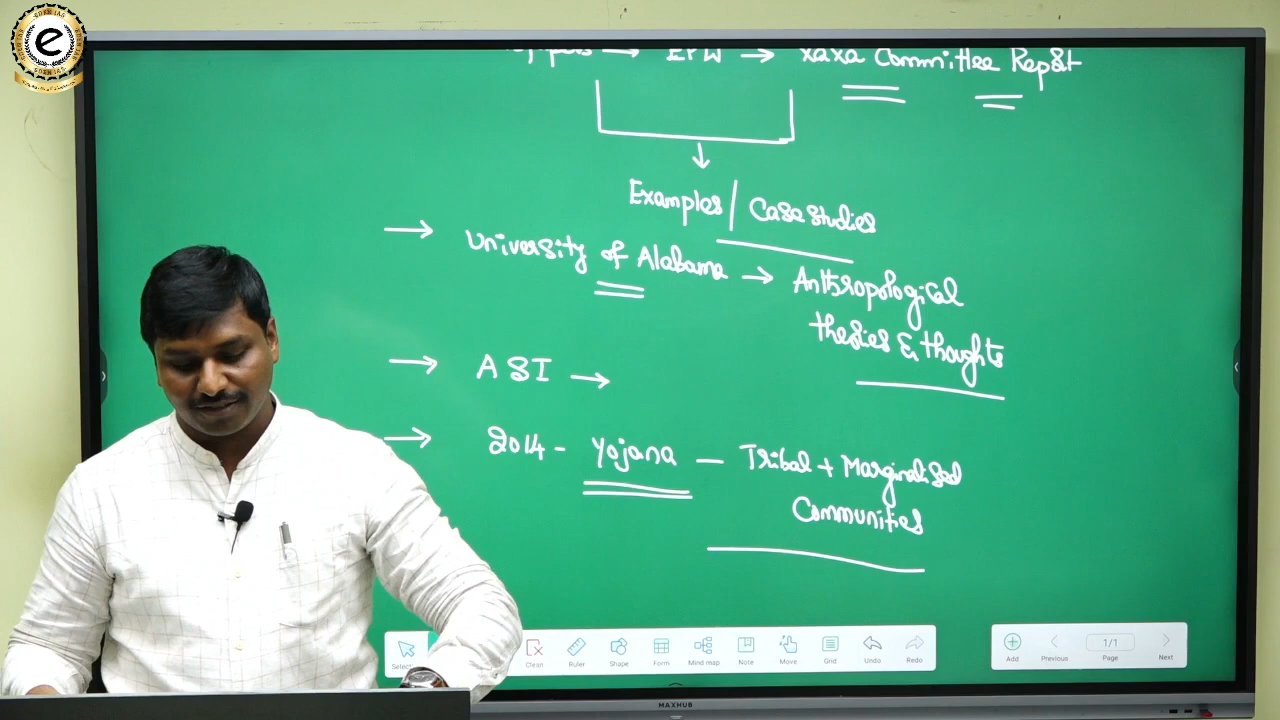 → EPW → xaxa Committee Report
Examples / Case studies
→ University of Alabama → Anthropological
thesies & thoughts
→ ASI →
→ 2014 - Yojana — Tribal + Marginalised
Communities
Select
Clean
Ruler
Shape
Form
Mind map
Note
Move
Grid
Undo
Redo
Add
Previous
1/1
Page
Next
MAXHUB
e